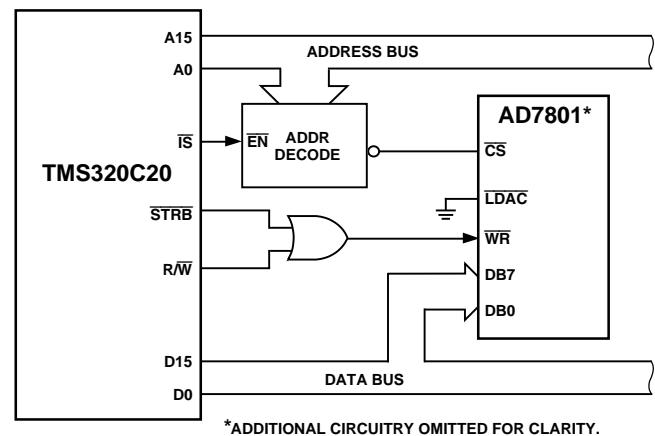 A15
ADDRESS BUS
A0
AD7801*
IS
EN
ADDR
DECODE
CS
TMS320C20
LDAC
STRB
WR
R/W
DB7
DB0
D15
DATA BUS
D0
*ADDITIONAL CIRCUITRY OMITTED FOR CLARITY.